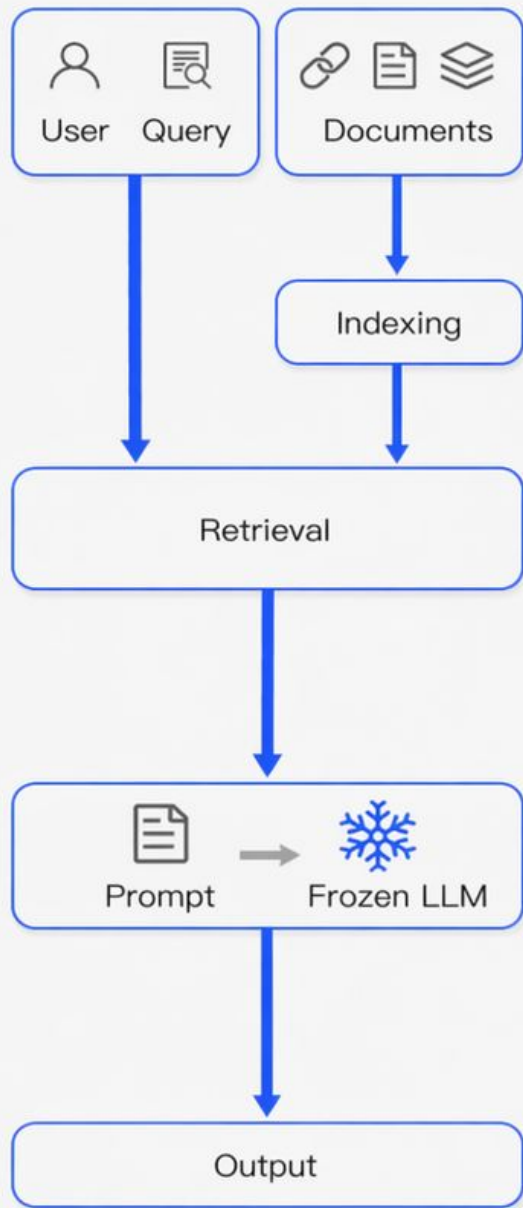 User Query
Documents
Indexing
Retrieval
Prompt
Frozen LLM
Output